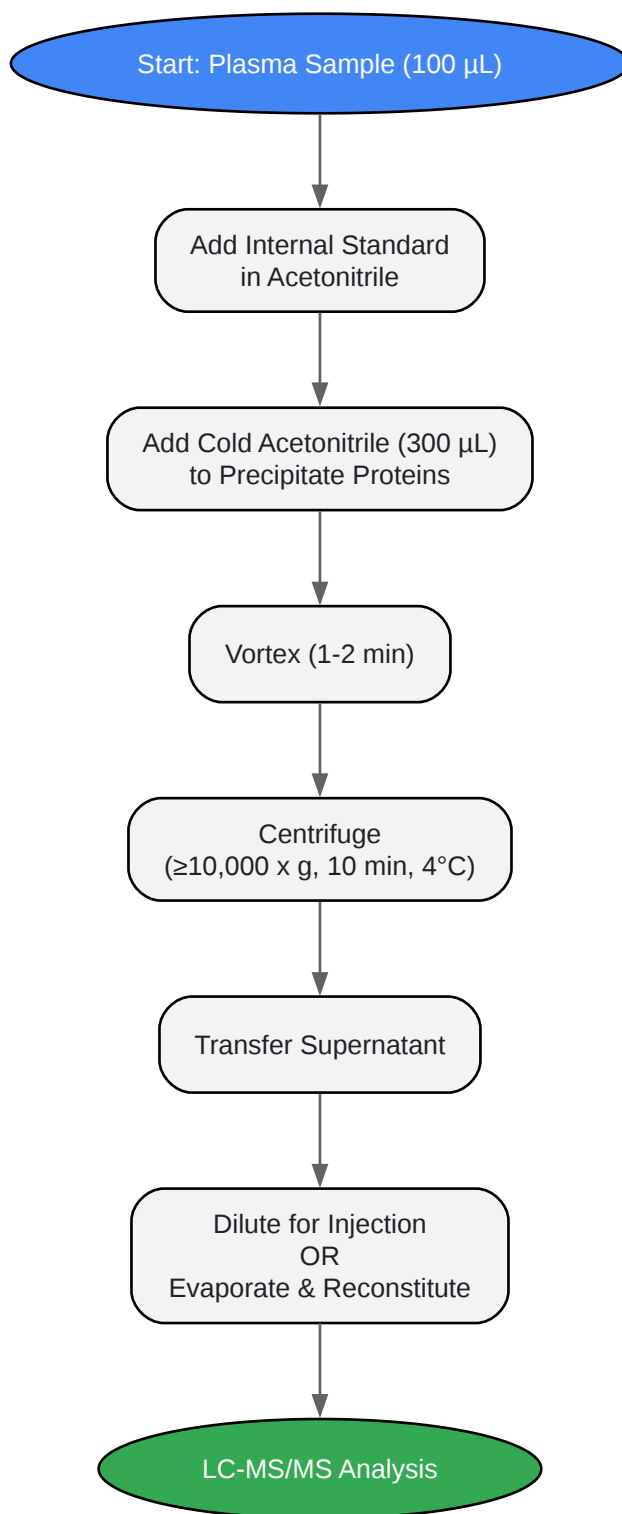 Start: Plasma Sample (100 µL)
Add Internal Standard
in Acetonitrile
Add Cold Acetonitrile (300 µL)
to Precipitate Proteins
Vortex (1-2 min)
Centrifuge
(≥10,000 x g, 10 min, 4°C)
Transfer Supernatant
Dilute for Injection
OR
Evaporate & Reconstitute
LC-MS/MS Analysis